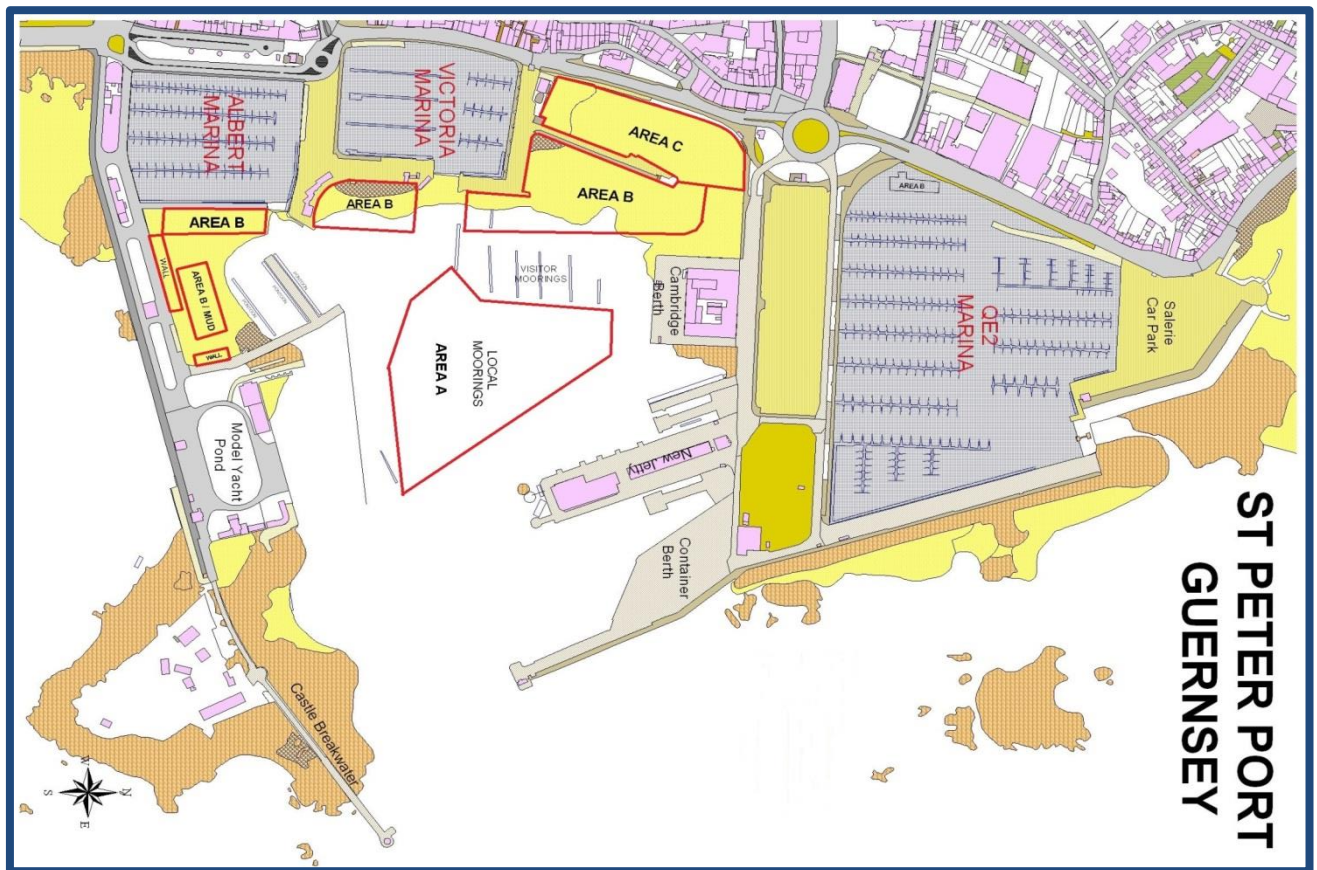 ST PETER PORT
GUERNSEY
ALBERT
MARINA
VICTORIA
MARINA
AREA C
AREA B
AREA B
AREA B
AREA B
QE2
MARINA
Salerie
Car Park
WALL
AREA B / MUD
WALL
VISITOR
MOORINGS
Cambridge
Berth
LOCAL
MOORINGS
AREA A
Model Yacht
Pond
New Jetty
Container
Berth
Castle Breakwater
W
N
S
E